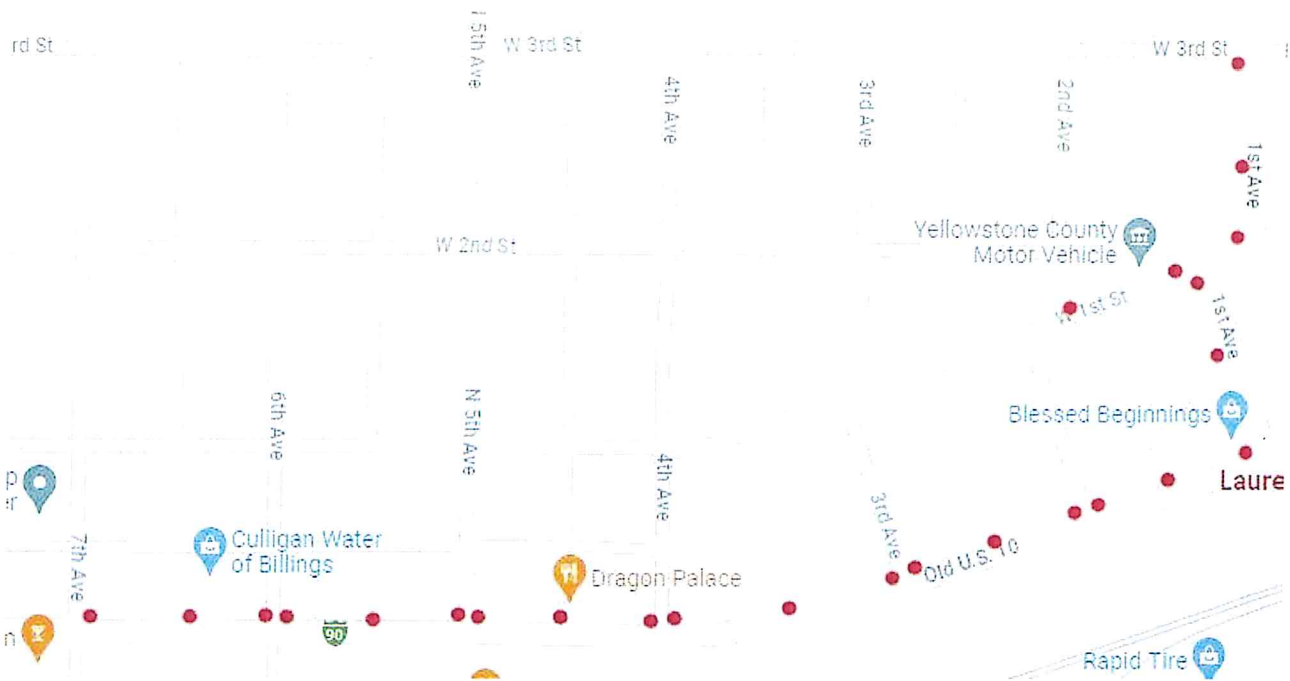 rd St
N 5th Ave
W 3rd St
W 3rd St
4th Ave
3rd Ave
2nd Ave
1st Ave
Yellowstone County
Motor Vehicle
W 2nd St
W 1st St
1st Ave
6th Ave
N 5th Ave
Blessed Beginnings
4th Ave
Laure
p
er
3rd Ave
7th Ave
Culligan Water
of Billings
Dragon Palace
Old U.S. 10
90
n
Rapid Tire